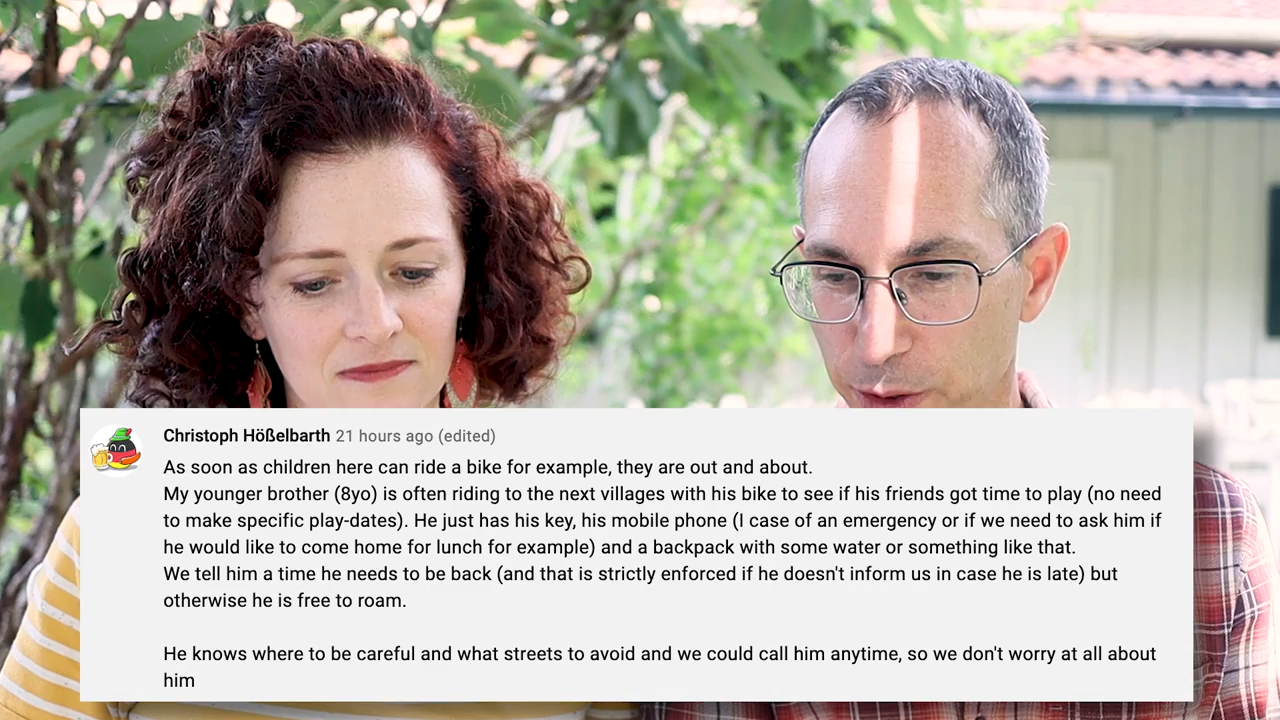 Christoph Hößelbarth 21 hours ago (edited)
As soon as children here can ride a bike for example, they are out and about.
My younger brother (8yo) is often riding to the next villages with his bike to see if his friends got time to play (no need
to make specific play-dates). He just has his key, his mobile phone (I case of an emergency or if we need to ask him if
he would like to come home for lunch for example) and a backpack with some water or something like that.
We tell him a time he needs to be back (and that is strictly enforced if he doesn't inform us in case he is late) but
otherwise he is free to roam.
He knows where to be careful and what streets to avoid and we could call him anytime, so we don't worry at all about
him